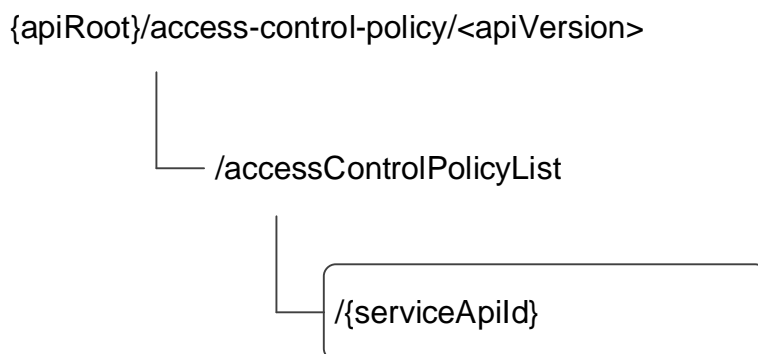 {apiRoot}/access-control-policy/<apiVersion>
/accessControlPolicyList
/{serviceApiId}